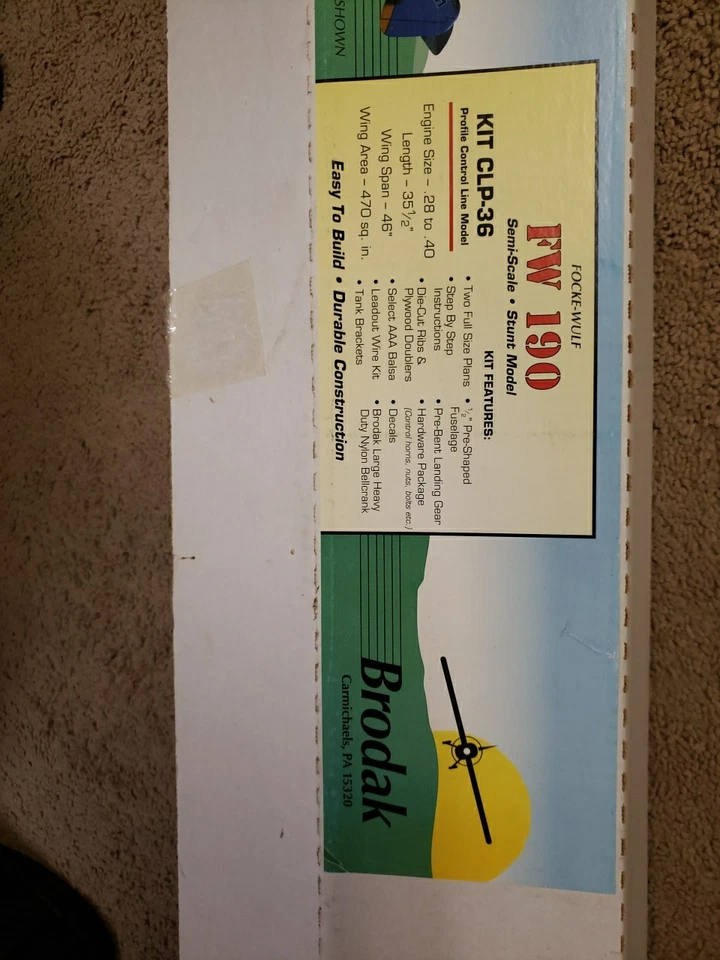 SHOWN
FOCKE-WULF
FW 190
Semi-Scale • Stunt Model
KIT CLP-36
Profile Control Line Model
Engine Size – .28 to .40
Length – 35 1/2"
Wing Span – 46"
Wing Area – 470 sq. in.
KIT FEATURES:
• Two Full Size Plans
• Step By Step
Instructions
• Die-Cut Ribs &
Plywood Doublers
• Select AAA Balsa
• Leadout Wire Kit
• Tank Brackets
• 1/2" Pre-Shaped
Fuselage
• Pre-Bent Landing Gear
• Hardware Package
(Control horns, nuts, bolts etc.)
• Decals
• Brodak Large Heavy
Duty Nylon Bellcrank
Easy To Build • Durable Construction
Brodak
Carmichaels, PA 15320